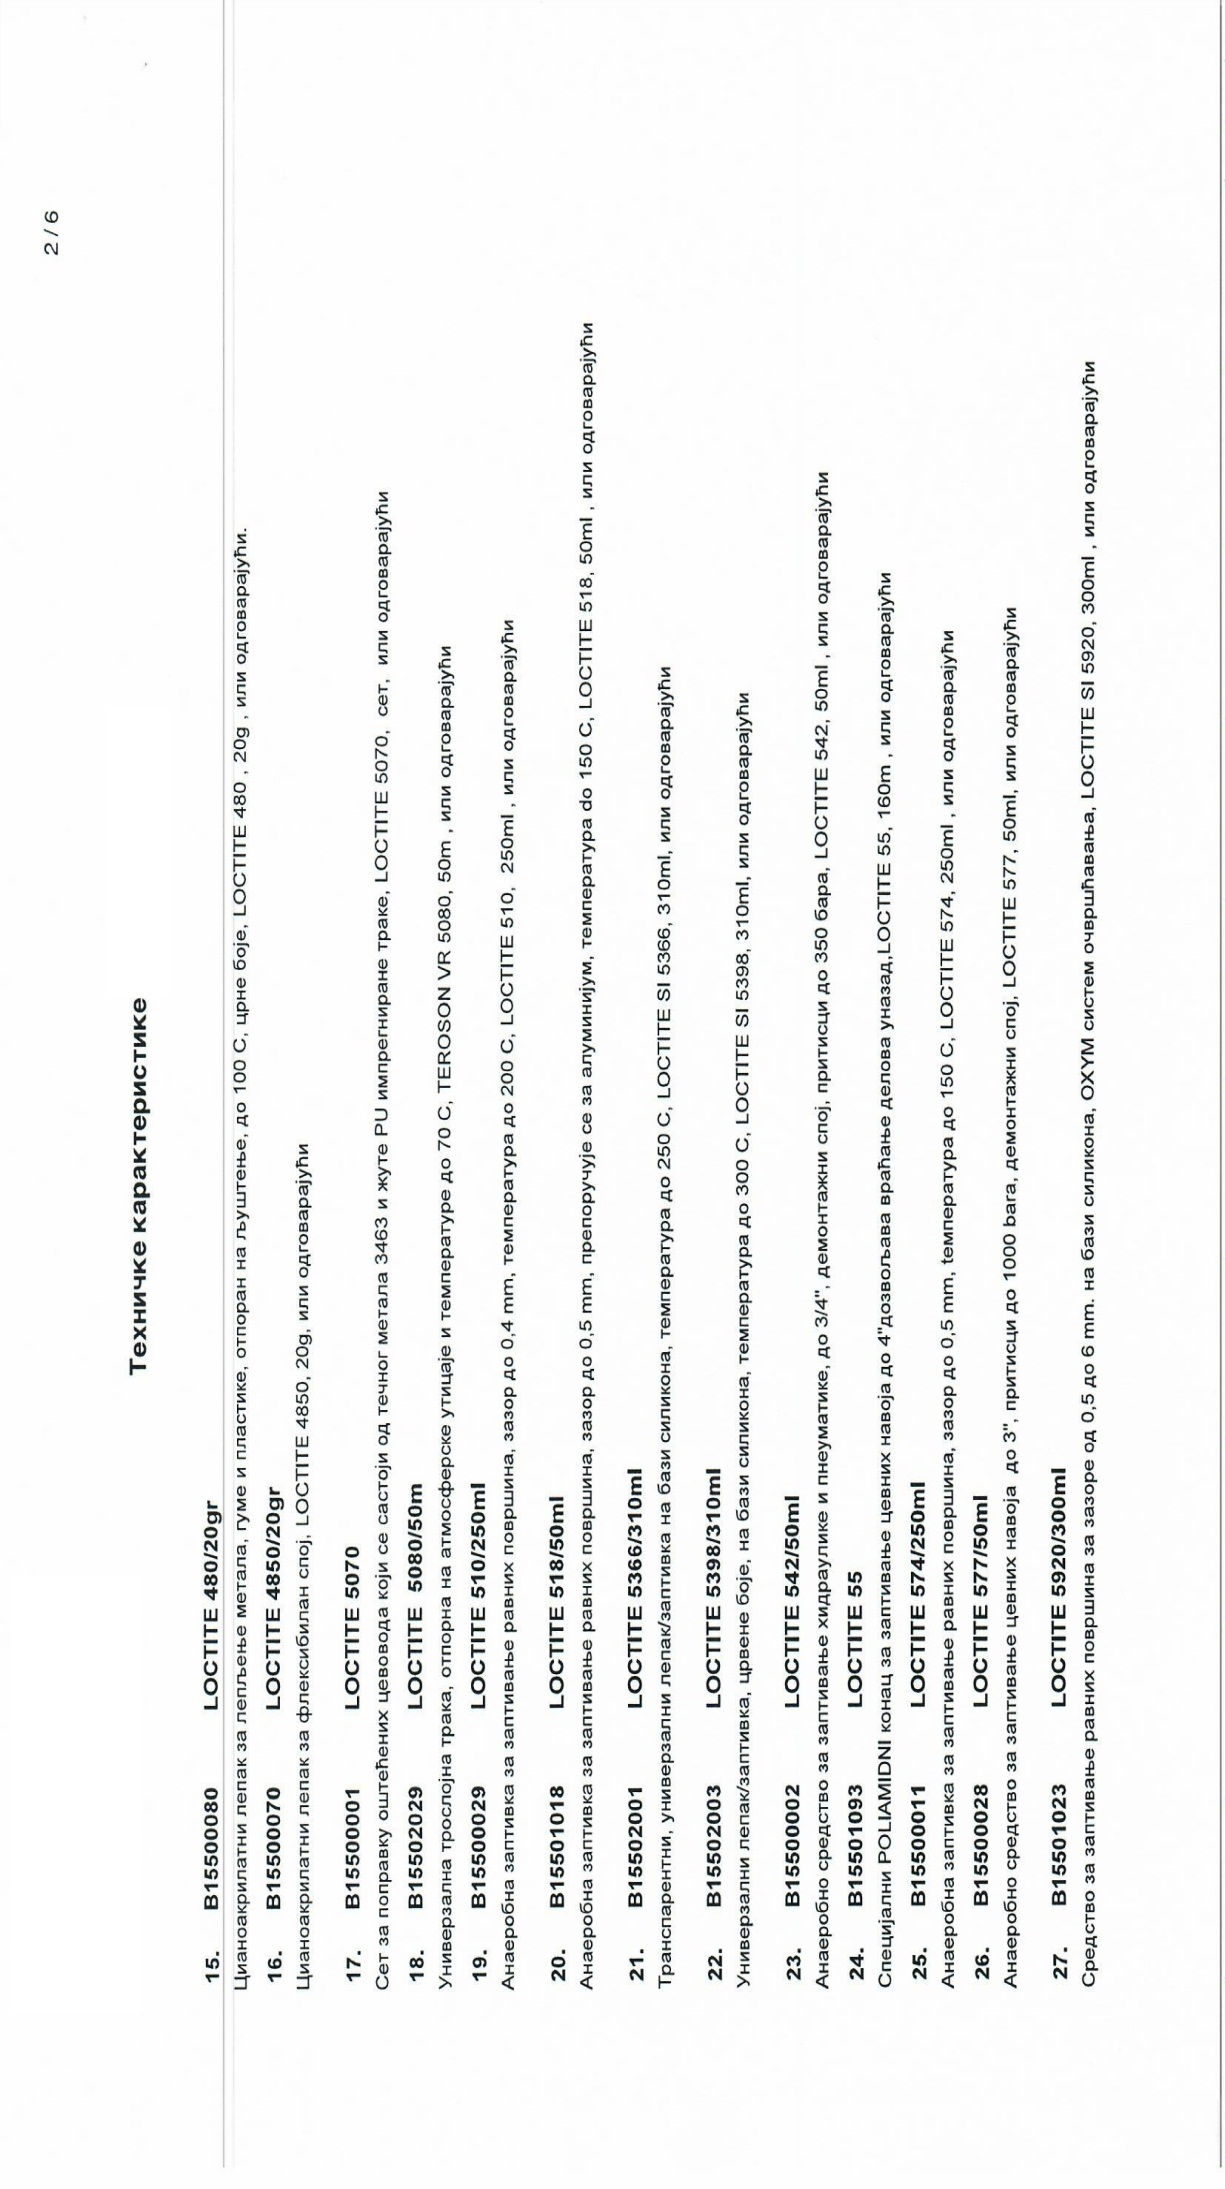 2 / 6
Техничке карактеристике
15. B15500080 LOCTITE 480/20gr
Цианоакрилатни лепак за лепљење метала, гуме и пластике, отпоран на љуштење, до 100 С, црне боје, LOCTITE 480 , 20g , или одговарајући.
16. B15500070 LOCTITE 4850/20gr
Цианоакрилатни лепак за флексибилан спој, LOCTITE 4850, 20g, или одговарајући
17. B15500001 LOCTITE 5070
Сет за поправку оштећених цевовода који се састоји од течног метала 3463 и жуте PU импрегниране траке, LOCTITE 5070, сет, или одговарајући
18. B15502029 LOCTITE 5080/50m
Универзална трослојна трака, отпорна на атмосферске утицаје и температуре до 70 С, TEROSON VR 5080, 50m , или одговарајући
19. B15500029 LOCTITE 510/250ml
Анаеробна заптивка за заптивање равних површина, зазор до 0,4 mm, температура до 200 С, LOCTITE 510, 250ml , или одговарајући
20. B15501018 LOCTITE 518/50ml
Анаеробна заптивка за заптивање равних површина, зазор до 0,5 mm, препоручује се за алуминијум, температура do 150 С, LOCTITE 518, 50ml , или одговарајући
21. B15502001 LOCTITE 5366/310ml
Транспарентни, универзални лепак/заптивка на бази силикона, температура до 250 С, LOCTITE SI 5366, 310ml, или одговарајући
22. B15502003 LOCTITE 5398/310ml
Универзални лепак/заптивка, црвене боје, на бази силикона, температура до 300 С, LOCTITE SI 5398, 310ml, или одговарајући
23. B15500002 LOCTITE 542/50ml
Анаеробно средство за заптивање хидраулике и пнеуматике, до 3/4", демонтажни спој, притисци до 350 бара, LOCTITE 542, 50ml , или одговарајући
24. B15501093 LOCTITE 55
Специјални POLIAMIDNI конац за заптивање цевних навоја до 4"дозвољава враћање делова уназад,LOCTITE 55, 160m , или одговарајући
25. B15500011 LOCTITE 574/250ml
Анаеробна заптивка за заптивање равних површина, зазор до 0,5 mm, tемпература до 150 С, LOCTITE 574, 250ml , или одговарајући
26. B15500028 LOCTITE 577/50ml
Анаеробно средство за заптивање цевних навоја до 3", притисци до 1000 bara, демонтажни спој, LOCTITE 577, 50ml, или одговарајући
27. B15501023 LOCTITE 5920/300ml
Средство за заптивање равних површина за зазоре од 0,5 до 6 mm. на бази силикона, OXYM систем очвршћавања, LOCTITE SI 5920, 300ml , или одговарајући